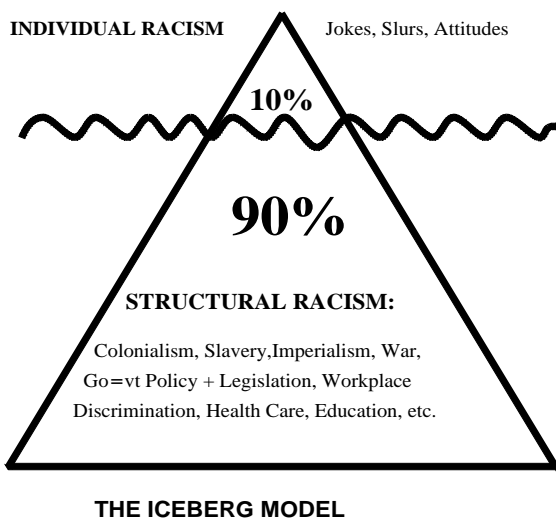 INDIVIDUAL RACISM
Jokes, Slurs, Attitudes
10%
90%
STRUCTURAL RACISM:
Colonialism, Slavery,Imperialism, War,
Go=vt Policy + Legislation, Workplace
Discrimination, Health Care, Education, etc.
THE ICEBERG MODEL